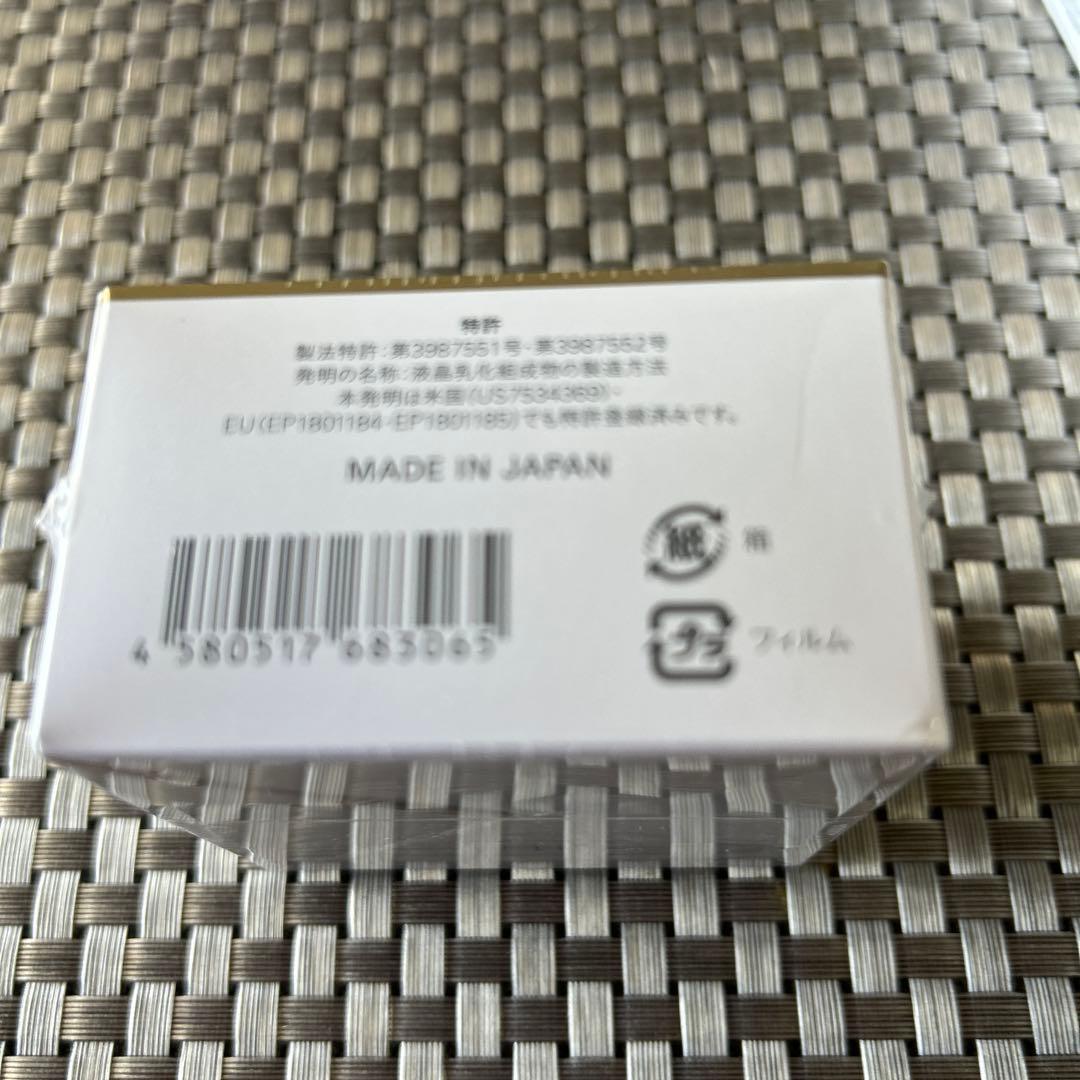 特許
製法特許:第3987551号・第3987552号
発明の名称:液晶乳化組成物の製造方法
本発明は米国(US7534369)・
EU(EP1801184・EP1801185)でも特許登録済みです。
MADE IN JAPAN
紙 箱
プラ フィルム
4 580517 683065